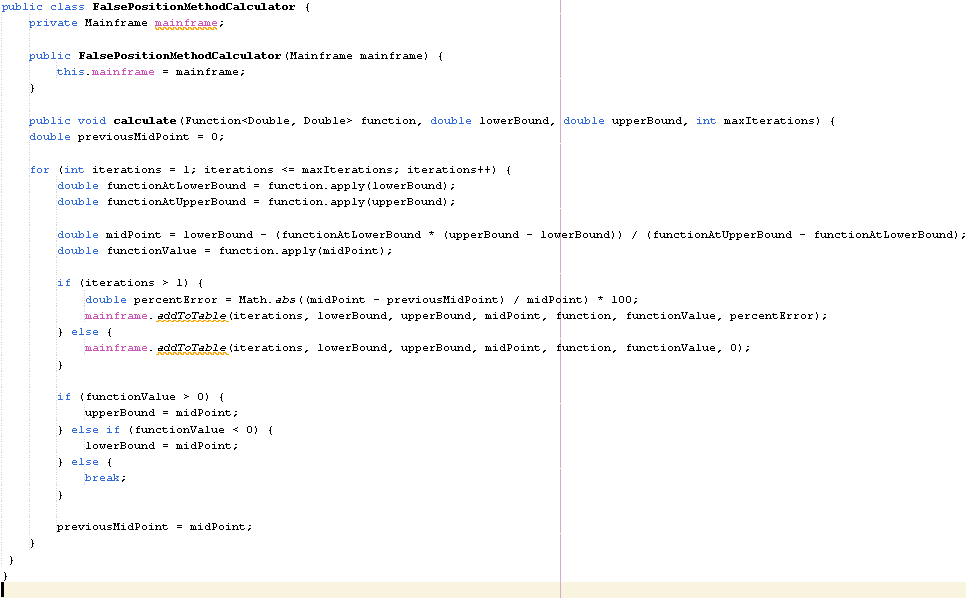 public class FalsePositionMethodCalculator {
    private Mainframe mainframe;

    public FalsePositionMethodCalculator(Mainframe mainframe) {
        this.mainframe = mainframe;
    }

    public void calculate(Function<Double, Double> function, double lowerBound, double upperBound, int maxIterations) {
    double previousMidPoint = 0;

    for (int iterations = 1; iterations <= maxIterations; iterations++) {
        double functionAtLowerBound = function.apply(lowerBound);
        double functionAtUpperBound = function.apply(upperBound);

        double midPoint = lowerBound - (functionAtLowerBound * (upperBound - lowerBound)) / (functionAtUpperBound - functionAtLowerBound);
        double functionValue = function.apply(midPoint);

        if (iterations > 1) {
            double percentError = Math.abs((midPoint - previousMidPoint) / midPoint) * 100;
            mainframe.addToTable(iterations, lowerBound, upperBound, midPoint, function, functionValue, percentError);
        } else {
            mainframe.addToTable(iterations, lowerBound, upperBound, midPoint, function, functionValue, 0);
        }

        if (functionValue > 0) {
            upperBound = midPoint;
        } else if (functionValue < 0) {
            lowerBound = midPoint;
        } else {
            break;
        }

        previousMidPoint = midPoint;
    }
 }
}